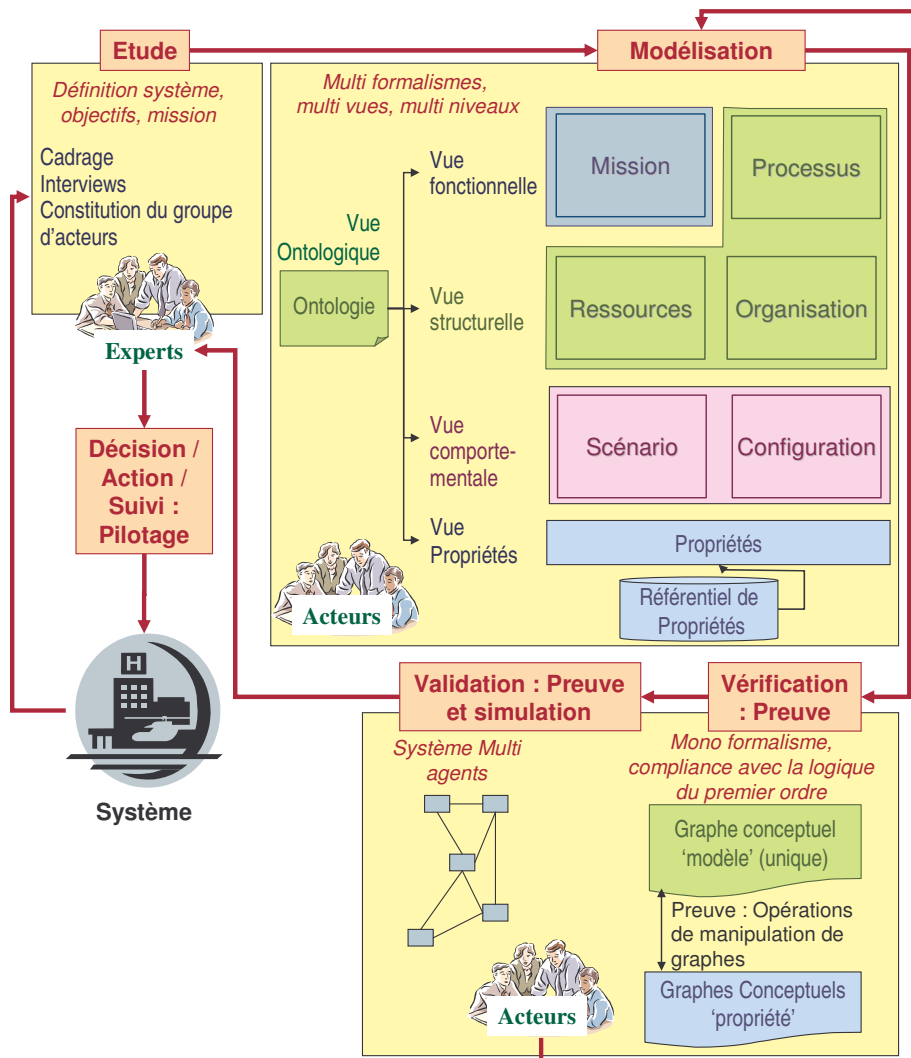 Etude
Définition système,
objectifs, mission
Cadrage
Interviews
Constitution du groupe
d'acteurs
Experts
Décision /
Action /
Suivi :
Pilotage
H
Système
Modélisation
Multi formalismes,
multi vues, multi niveaux
Vue
Ontologique
Ontologie
Vue
fonctionnelle
Mission
Processus
Vue
structurelle
Ressources
Organisation
Vue
comporte-
mentale
Scénario
Configuration
Vue
Propriétés
Propriétés
Référentiel de
Propriétés
Acteurs
Validation : Preuve
et simulation
Système Multi
agents
Vérification
: Preuve
Mono formalisme,
compliance avec la logique
du premier ordre
Graphe conceptuel
‘modèle’ (unique)
Preuve : Opérations
de manipulation de
graphes
Graphes Conceptuels
‘propriété’
Acteurs